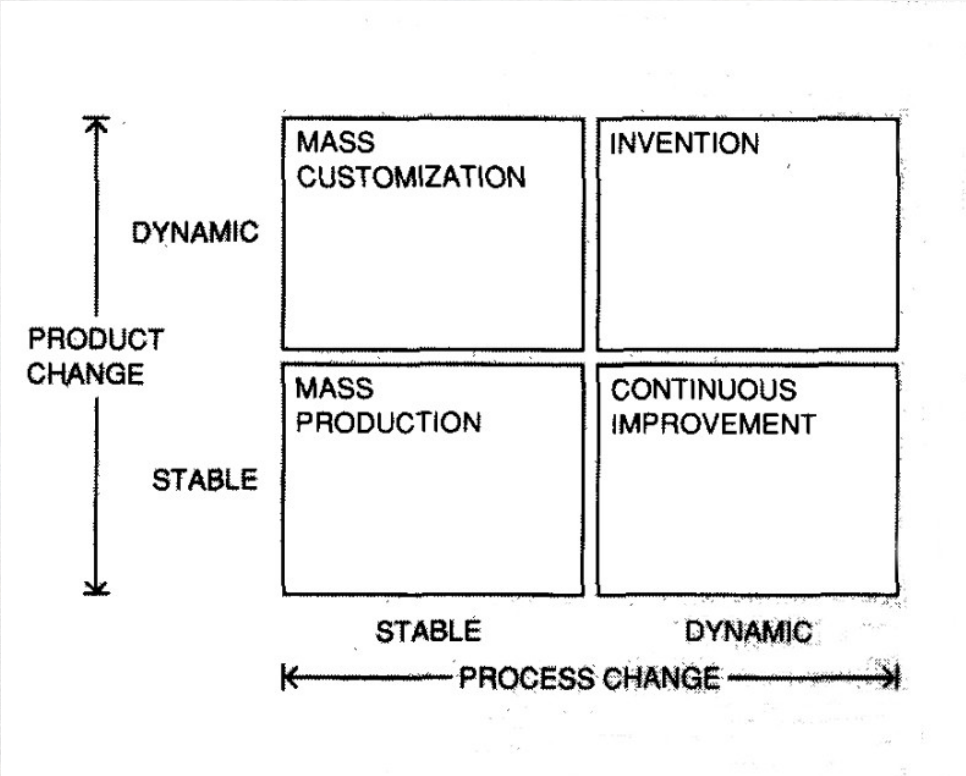 MASS
CUSTOMIZATION
INVENTION
DYNAMIC
PRODUCT
CHANGE
MASS
PRODUCTION
CONTINUOUS
IMPROVEMENT
STABLE
STABLE
DYNAMIC
PROCESS CHANGE